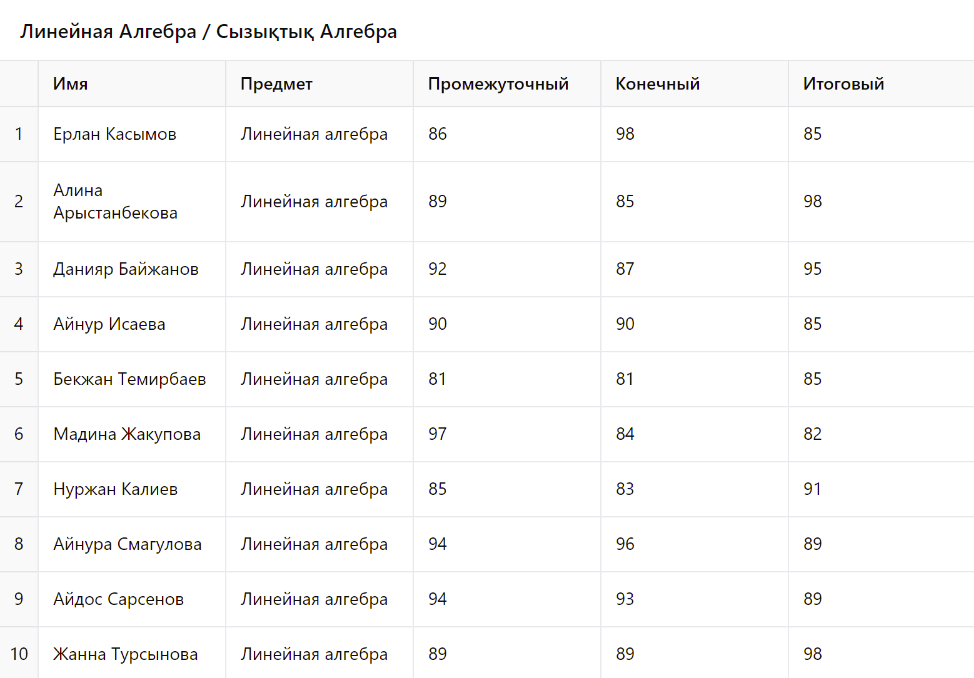 Линейная Алгебра / Сызықтық Алгебра
Имя Предмет Промежуточный Конечный Итоговый
1 Ерлан Касымов Линейная алгебра 86 98 85
2 Алина Арыстанбекова Линейная алгебра 89 85 98
3 Данияр Байжанов Линейная алгебра 92 87 95
4 Айнур Исаева Линейная алгебра 90 90 85
5 Бекжан Темирбаев Линейная алгебра 81 81 85
6 Мадина Жакупова Линейная алгебра 97 84 82
7 Нуржан Калиев Линейная алгебра 85 83 91
8 Айнура Смагулова Линейная алгебра 94 96 89
9 Айдос Сарсенов Линейная алгебра 94 93 89
10 Жанна Турсынова Линейная алгебра 89 89 98